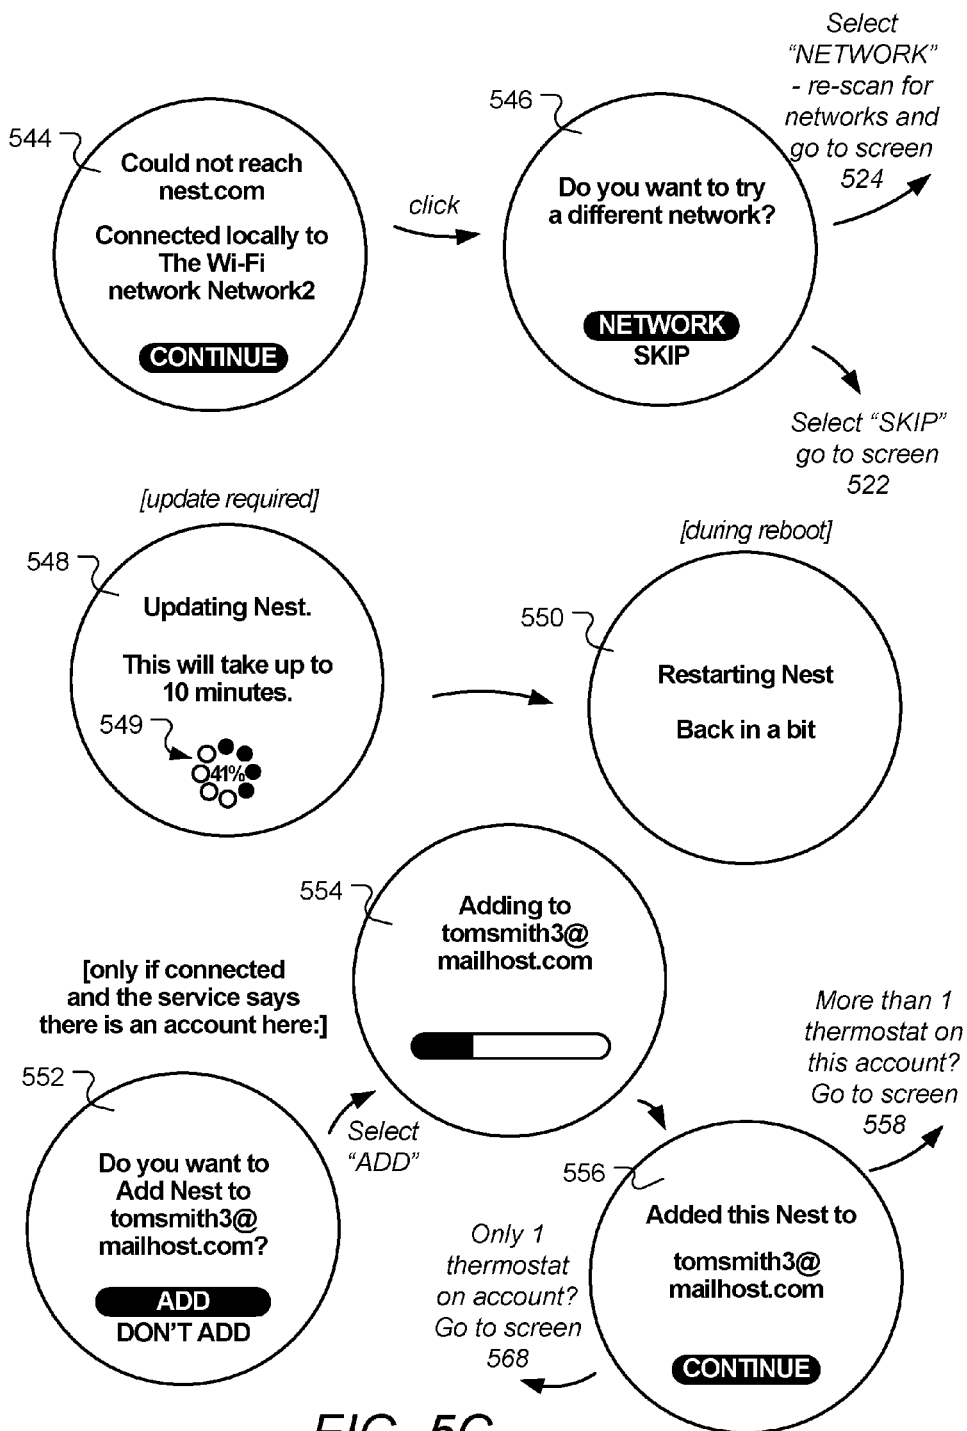 Select
“NETWORK”
- re-scan for
networks and
go to screen
524
544
Could not reach
nest.com
Connected locally to
The Wi-Fi
network Network2
CONTINUE
click
546
Do you want to try
a different network?
NETWORK
SKIP
Select “SKIP”
go to screen
522
[update required]
548
Updating Nest.
This will take up to
10 minutes.
549
41%
[during reboot]
550
Restarting Nest
Back in a bit
554
Adding to
tomsmith3@
mailhost.com
[only if connected
and the service says
there is an account here:]
552
Do you want to
Add Nest to
tomsmith3@
mailhost.com?
ADD
DON'T ADD
Select
“ADD”
More than 1
thermostat on
this account?
Go to screen
558
556
Added this Nest to
tomsmith3@
mailhost.com
CONTINUE
Only 1
thermostat
on account?
Go to screen
568
FIG. 5C